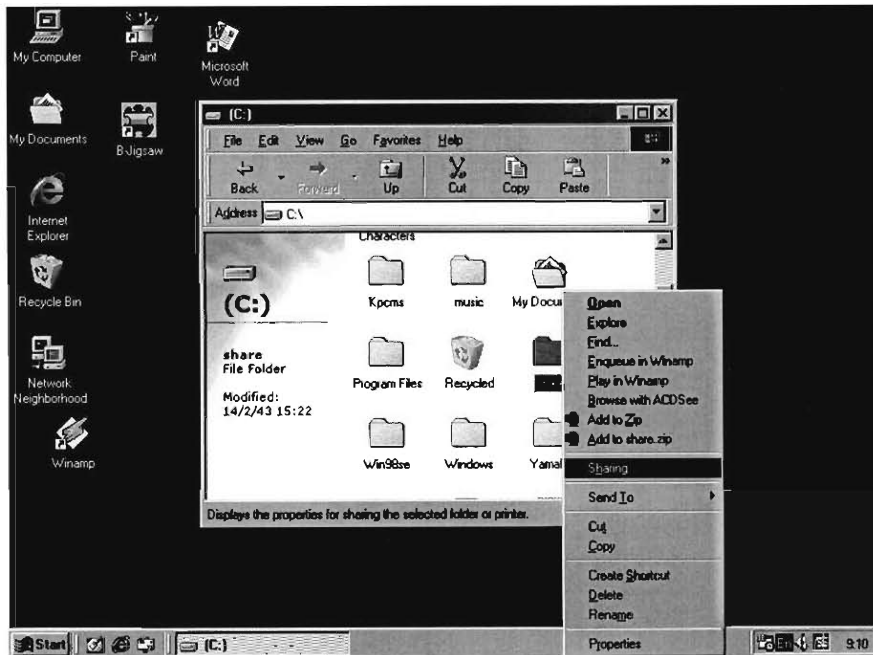 My Computer
Paint
Microsoft
Word
My Documents
B-Jigsaw
Internet
Explorer
Recycle Bin
Network
Neighborhood
Winamp
(C:)
File Edit View Go Favorites Help
Back Forward Up Cut Copy Paste
Address C:\
(C:)
share
File Folder
Modified:
14/2/43 15:22
Characters
Kpcms music My Docu
Program Files Recycled
Win98se Windows Yama
Displays the properties for sharing the selected folder or printer.
Open
Explore
Find...
Enqueue in Winamp
Play in Winamp
Browse with ACDSee
Add to Zip
Add to share.zip
Sharing
Send To
Cut
Copy
Create Shortcut
Delete
Rename
Properties
Start (C:) En 9:10